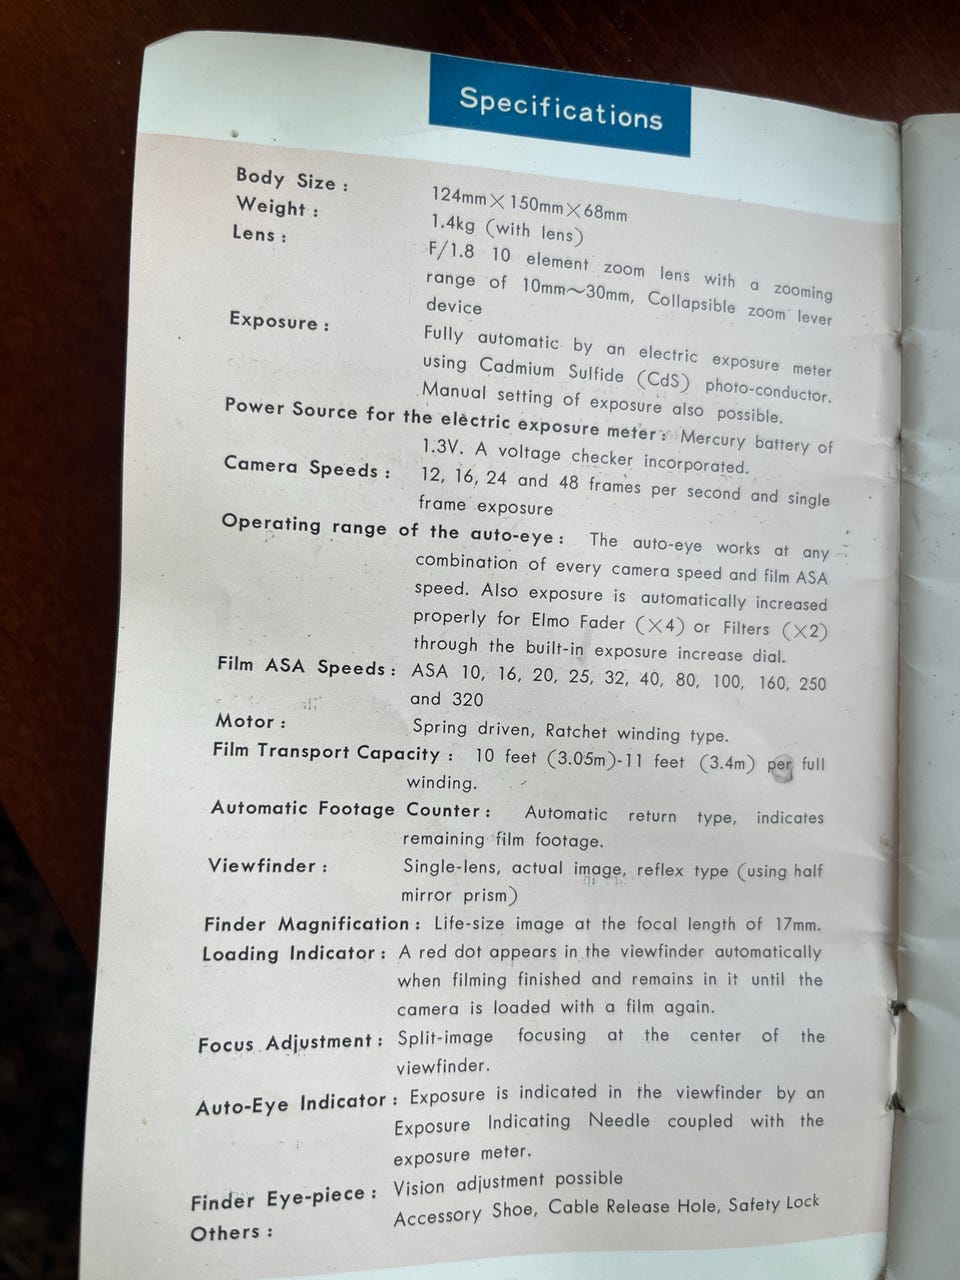 Specifications
Body Size : 124mm×150mm×68mm
Weight : 1.4kg (with lens)
Lens : F/1.8 10 element zoom lens with a zooming
range of 10mm～30mm, Collapsible zoom lever
device
Exposure : Fully automatic by an electric exposure meter
using Cadmium Sulfide (CdS) photo-conductor.
Manual setting of exposure also possible.
Power Source for the electric exposure meter : Mercury battery of
1.3V. A voltage checker incorporated.
Camera Speeds : 12, 16, 24 and 48 frames per second and single
frame exposure
Operating range of the auto-eye : The auto-eye works at any
combination of every camera speed and film ASA
speed. Also exposure is automatically increased
properly for Elmo Fader (×4) or Filters (×2)
through the built-in exposure increase dial.
Film ASA Speeds : ASA 10, 16, 20, 25, 32, 40, 80, 100, 160, 250
and 320
Motor : Spring driven, Ratchet winding type.
Film Transport Capacity : 10 feet (3.05m)-11 feet (3.4m) per full
winding.
Automatic Footage Counter : Automatic return type, indicates
remaining film footage.
Viewfinder : Single-lens, actual image, reflex type (using half
mirror prism)
Finder Magnification : Life-size image at the focal length of 17mm.
Loading Indicator : A red dot appears in the viewfinder automatically
when filming finished and remains in it until the
camera is loaded with a film again.
Focus Adjustment : Split-image focusing at the center of the
viewfinder.
Auto-Eye Indicator : Exposure is indicated in the viewfinder by an
Exposure Indicating Needle coupled with the
exposure meter.
Finder Eye-piece : Vision adjustment possible
Others : Accessory Shoe, Cable Release Hole, Safety Lock